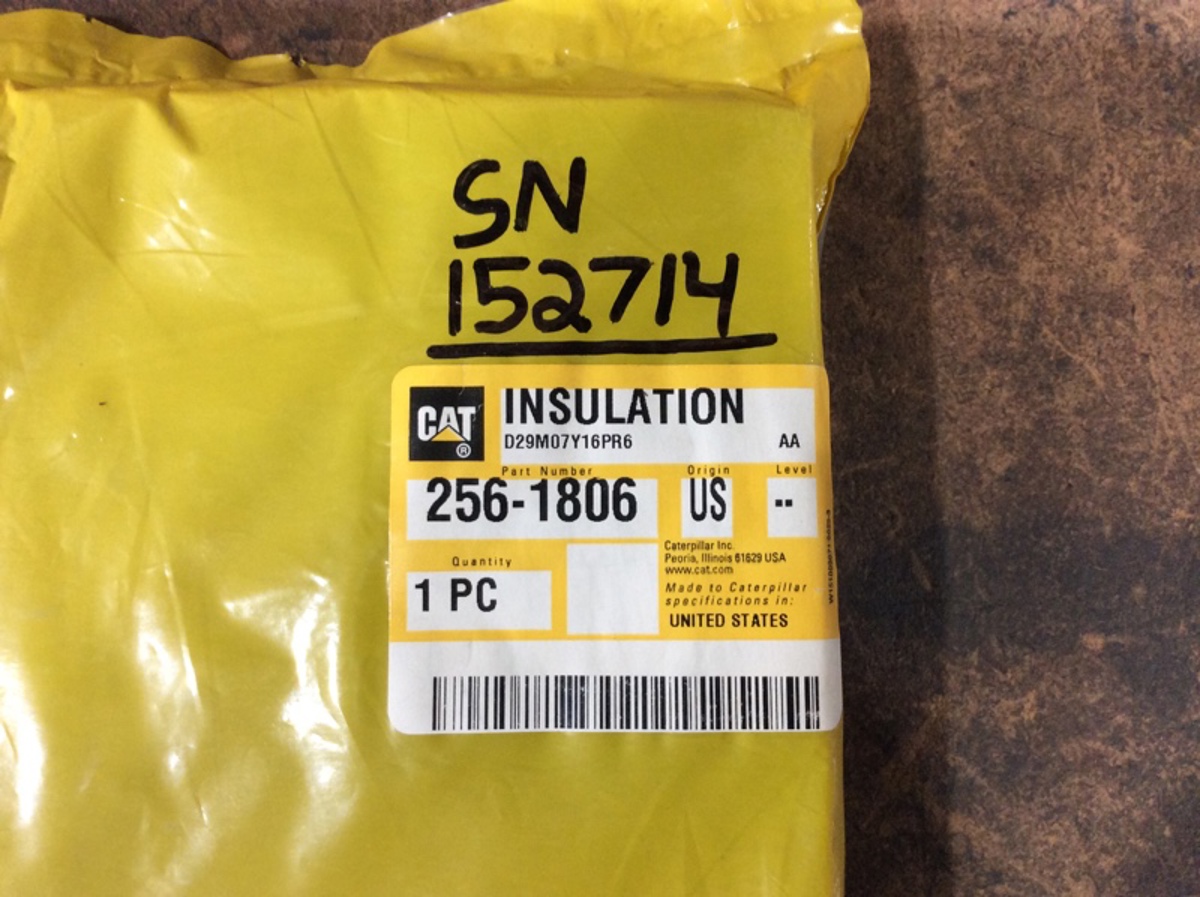 SN
152714
CAT ®
INSULATION
D29M07Y16PR6 AA
Part Number Origin Level
256-1806 US --
Quantity
1 PC
Caterpillar Inc.
Peoria, Illinois 61629 USA
www.cat.com
Made to Caterpillar
specifications in:
UNITED STATES